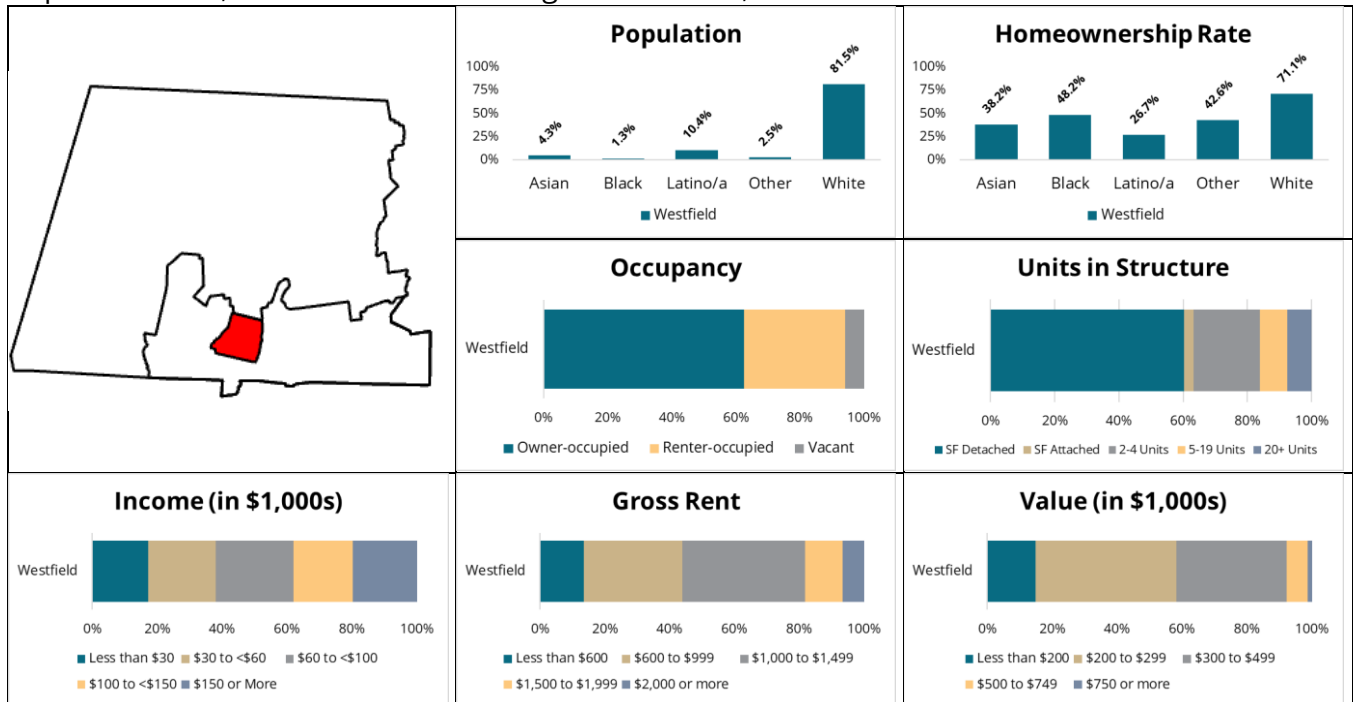 Population
100%
75%
50%
25%
0%
4.3%
1.3%
10.4%
2.5%
81.5%
Asian Black Latino/a Other White
Westfield
Homeownership Rate
100%
75%
50%
25%
0%
38.2%
48.2%
26.7%
42.6%
71.1%
Asian Black Latino/a Other White
Westfield
Occupancy
Westfield
0% 20% 40% 60% 80% 100%
Owner-occupied Renter-occupied Vacant
Units in Structure
Westfield
0% 20% 40% 60% 80% 100%
SF Detached SF Attached 2-4 Units 5-19 Units 20+ Units
Income (in $1,000s)
Westfield
0% 20% 40% 60% 80% 100%
Less than $30 $30 to <$60 $60 to <$100
$100 to <$150 $150 or More
Gross Rent
Westfield
0% 20% 40% 60% 80% 100%
Less than $600 $600 to $999 $1,000 to $1,499
$1,500 to $1,999 $2,000 or more
Value (in $1,000s)
Westfield
0% 20% 40% 60% 80% 100%
Less than $200 $200 to $299 $300 to $499
$500 to $749 $750 or more